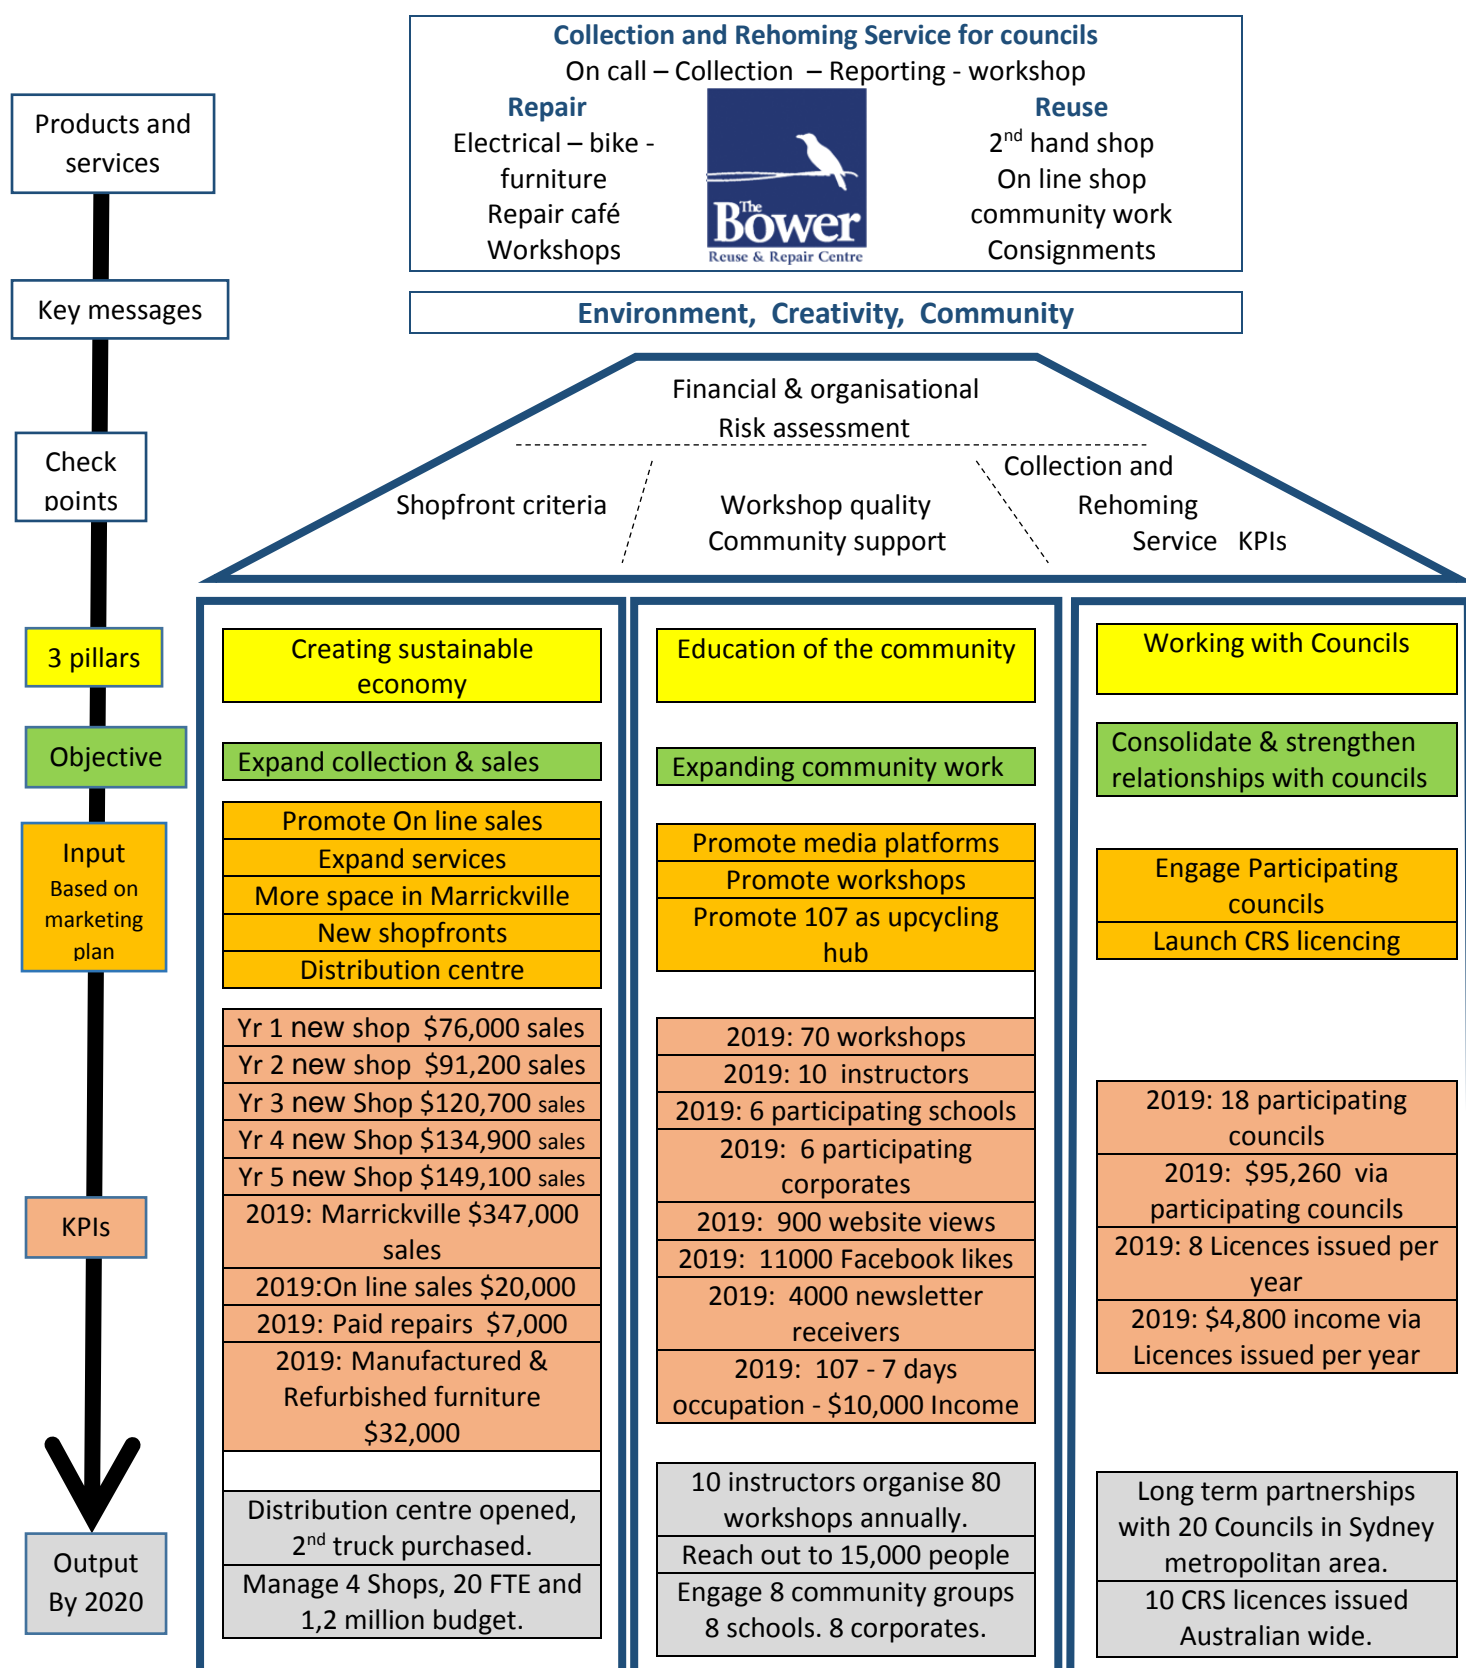 Collection and Rehoming Service for councils
On call – Collection – Reporting - workshop
Repair
Electrical – bike -
furniture
Repair café
Workshops
The
Bower
Reuse & Repair Centre
Reuse
2nd hand shop
On line shop
community work
Consignments
Products and
services
Key messages
Environment, Creativity, Community
Check
points
Financial & organisational
Risk assessment
Shopfront criteria
Workshop quality
Community support
Collection and
Rehoming
Service KPIs
3 pillars
Objective
Input
Based on
marketing
plan
KPIs
Output
By 2020
Creating sustainable
economy
Expand collection & sales
Promote On line sales
Expand services
More space in Marrickville
New shopfronts
Distribution centre
Yr 1 new shop $76,000 sales
Yr 2 new shop $91,200 sales
Yr 3 new Shop $120,700 sales
Yr 4 new Shop $134,900 sales
Yr 5 new Shop $149,100 sales
2019: Marrickville $347,000
sales
2019:On line sales $20,000
2019: Paid repairs $7,000
2019: Manufactured &
Refurbished furniture
$32,000
Distribution centre opened,
2nd truck purchased.
Manage 4 Shops, 20 FTE and
1,2 million budget.
Education of the community
Expanding community work
Promote media platforms
Promote workshops
Promote 107 as upcycling
hub
2019: 70 workshops
2019: 10 instructors
2019: 6 participating schools
2019: 6 participating
corporates
2019: 900 website views
2019: 11000 Facebook likes
2019: 4000 newsletter
receivers
2019: 107 - 7 days
occupation - $10,000 Income
10 instructors organise 80
workshops annually.
Reach out to 15,000 people
Engage 8 community groups
8 schools. 8 corporates.
Working with Councils
Consolidate & strengthen
relationships with councils
Engage Participating
councils
Launch CRS licencing
2019: 18 participating
councils
2019: $95,260 via
participating councils
2019: 8 Licences issued per
year
2019: $4,800 income via
Licences issued per year
Long term partnerships
with 20 Councils in Sydney
metropolitan area.
10 CRS licences issued
Australian wide.